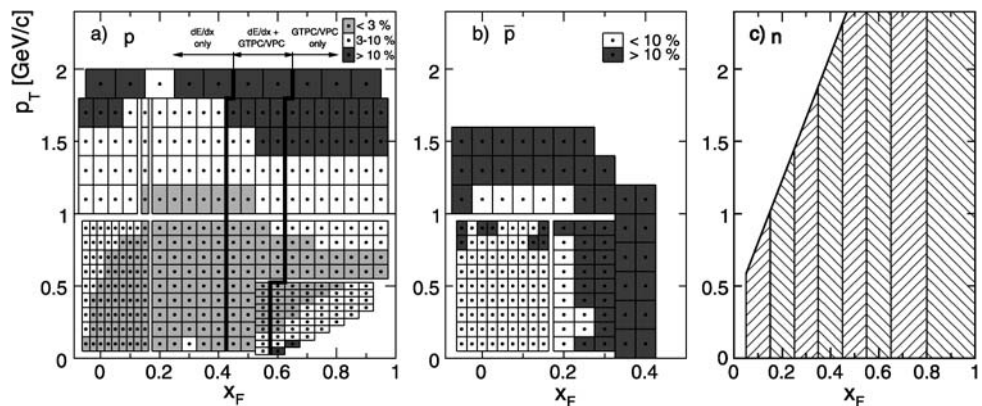 a) p
dE/dx
only
dE/dx +
GTPC/VPC
GTPC/VPC
only
< 3 %
3-10 %
> 10 %
p_T [GeV/c]
2
1.5
1
0.5
0
0 0.2 0.4 0.6 0.8 1
x_F
b) p̅
< 10 %
> 10 %
2
1.5
1
0.5
0
0 0.2 0.4
x_F
c) n
2
1.5
1
0.5
0
0 0.2 0.4 0.6 0.8 1
x_F